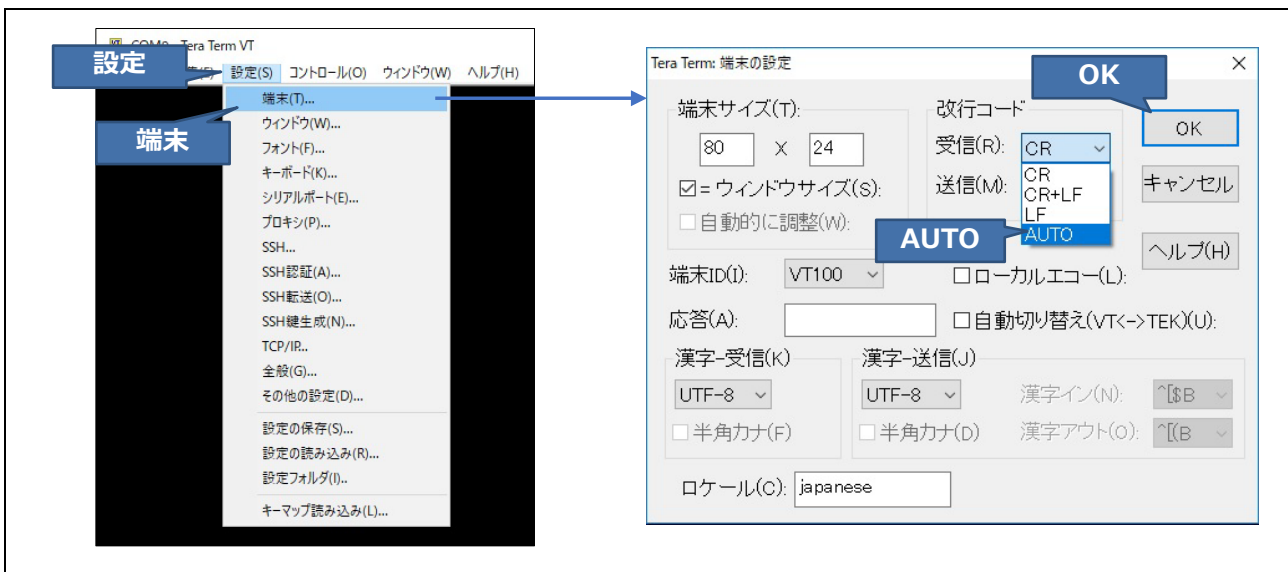 Tera Term VT
設定
設定(S) コントロール(O) ウィンドウ(W) ヘルプ(H)
端末(T)...
端末
ウィンドウ(W)...
フォント(F)...
キーボード(K)...
シリアルポート(E)...
プロキシ(P)...
SSH...
SSH認証(A)...
SSH転送(O)...
SSH鍵生成(N)...
TCP/IP...
全般(G)...
その他の設定(D)...
設定の保存(S)...
設定の読み込み(R)...
設定フォルダ(I)..
キーマップ読み込み(L)...
Tera Term: 端末の設定
OK
端末サイズ(T):
80 X 24
=ウィンドウサイズ(S):
自動的に調整(W):
改行コード
受信(R): CR
送信(M):
CR
CR+LF
LF
AUTO
AUTO
OK
キャンセル
ヘルプ(H)
端末ID(I): VT100
ローカルエコー(L):
応答(A):
自動切り替え(VT<->TEK)(U):
漢字-受信(K)
UTF-8
半角カナ(F)
漢字-送信(J)
UTF-8
漢字イン(N): ^[$B
半角カナ(D)
漢字アウト(O): ^[(B
ロケール(C): japanese